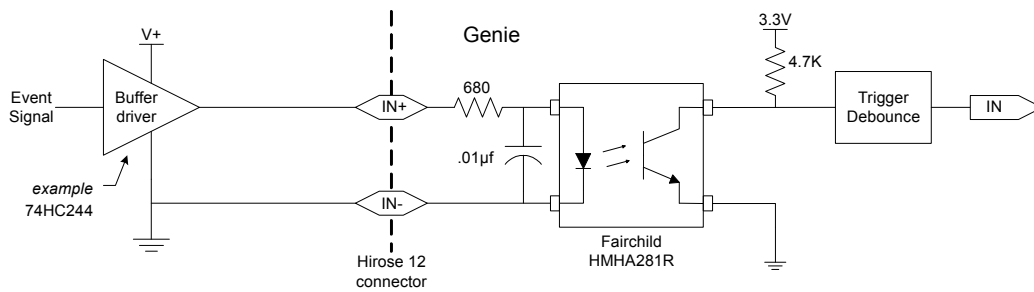 V+
Event
Signal
Buffer
driver
example
74HC244
IN+
IN-
Hirose 12
connector
Genie
680
.01µf
Fairchild
HMHA281R
3.3V
4.7K
Trigger
Debounce
IN